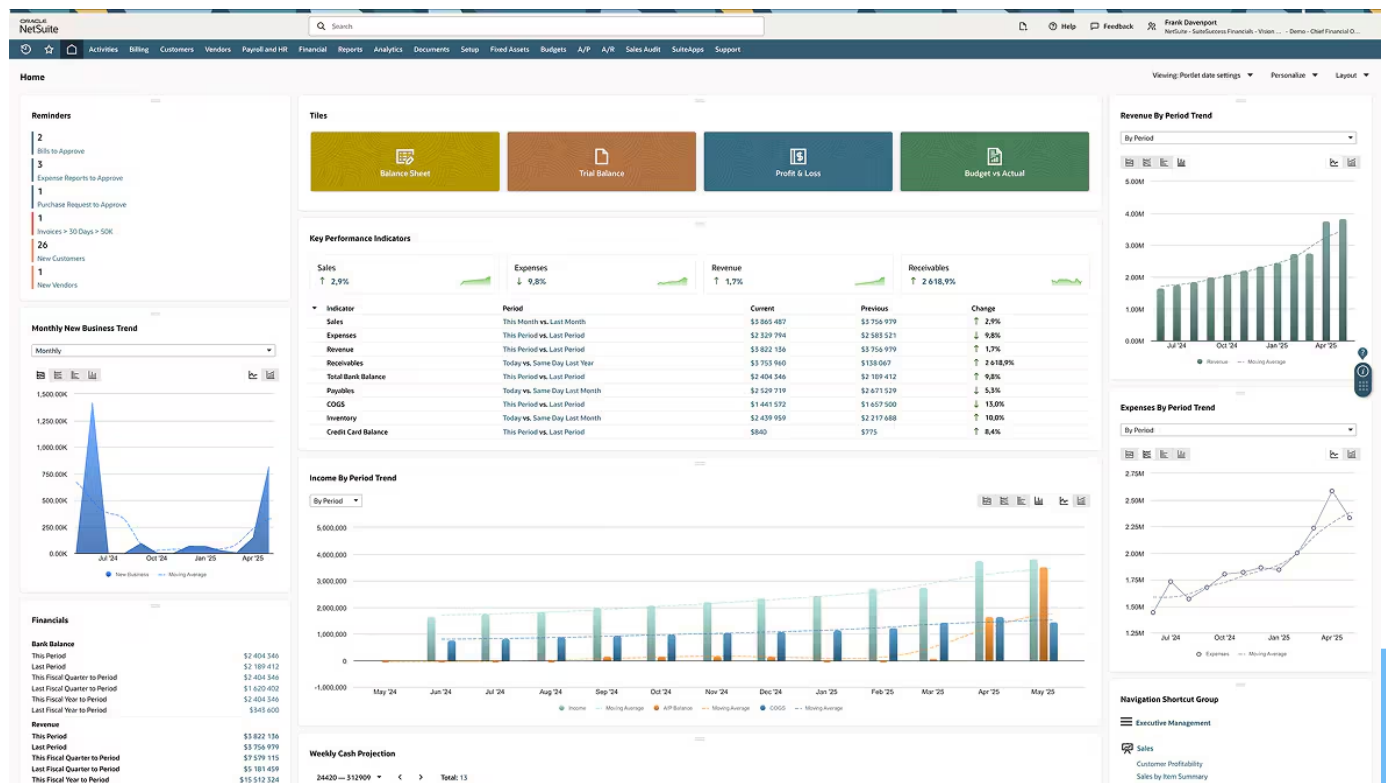 ORACLE
NetSuite
Search
Help
Feedback
Frank Davenport
NetSuite - SuiteSuccess Financials - Vision ... - Demo - Chief Financial O...
Activities Billing Customers Vendors Payroll and HR Financial Reports Analytics Documents Setup Fixed Assets Budgets A/P A/R Sales Audit SuiteApps Support
Home
Viewing: Portlet date settings
Personalize
Layout
Reminders
2
Bills to Approve
3
Expense Reports to Approve
1
Purchase Request to Approve
1
Invoices > 30 Days > 50K
26
New Customers
1
New Vendors
Monthly New Business Trend
Monthly
1,500.00K
1,250.00K
1,000.00K
750.00K
500.00K
250.00K
0.00K
Jul '24 Oct '24 Jan '25 Apr '25
New Business Moving Average
Financials
Bank Balance
This Period $2 404 346
Last Period $2 189 412
This Fiscal Quarter to Period $2 404 346
Last Fiscal Quarter to Period $1 620 402
This Fiscal Year to Period $2 404 346
Last Fiscal Year to Period $343 600
Revenue
This Period $3 822 136
Last Period $3 756 979
This Fiscal Quarter to Period $7 579 115
Last Fiscal Quarter to Period $5 181 459
This Fiscal Year to Period $15 512 324
Tiles
Balance Sheet
Trial Balance
Profit & Loss
Budget vs Actual
Key Performance Indicators
Sales
↑ 2,9%
Expenses
↓ 9,8%
Revenue
↑ 1,7%
Receivables
↑ 2 618,9%
Indicator Period Current Previous Change
Sales This Month vs. Last Month $3 865 487 $3 756 979 ↑ 2,9%
Expenses This Period vs. Last Period $2 329 794 $2 583 521 ↓ 9,8%
Revenue This Period vs. Last Period $3 822 136 $3 756 979 ↑ 1,7%
Receivables Today vs. Same Day Last Year $3 753 960 $138 067 ↑ 2 618,9%
Total Bank Balance This Period vs. Last Period $2 404 346 $2 189 412 ↑ 9,8%
Payables Today vs. Same Day Last Month $2 529 719 $2 671 529 ↓ 5,3%
COGS This Period vs. Last Period $1 441 572 $1 657 500 ↓ 13,0%
Inventory Today vs. Same Day Last Month $2 439 959 $2 217 688 ↑ 10,0%
Credit Card Balance This Period vs. Last Period $840 $775 ↑ 8,4%
Income By Period Trend
By Period
5,000,000
4,000,000
3,000,000
2,000,000
1,000,000
0
-1,000,000
May '24 Jun '24 Jul '24 Aug '24 Sep '24 Oct '24 Nov '24 Dec '24 Jan '25 Feb '25 Mar '25 Apr '25 May '25
Income Moving Average A/P Balance Moving Average COGS Moving Average
Weekly Cash Projection
24420 — 312909
Total: 13
Revenue By Period Trend
By Period
5.00M
4.00M
3.00M
2.00M
1.00M
0.00M
Jul '24 Oct '24 Jan '25 Apr '25
Revenue Moving Average
Expenses By Period Trend
By Period
2.75M
2.50M
2.25M
2.00M
1.75M
1.50M
1.25M
Jul '24 Oct '24 Jan '25 Apr '25
Expenses Moving Average
Navigation Shortcut Group
Executive Management
Sales
Customer Profitability
Sales by Item Summary